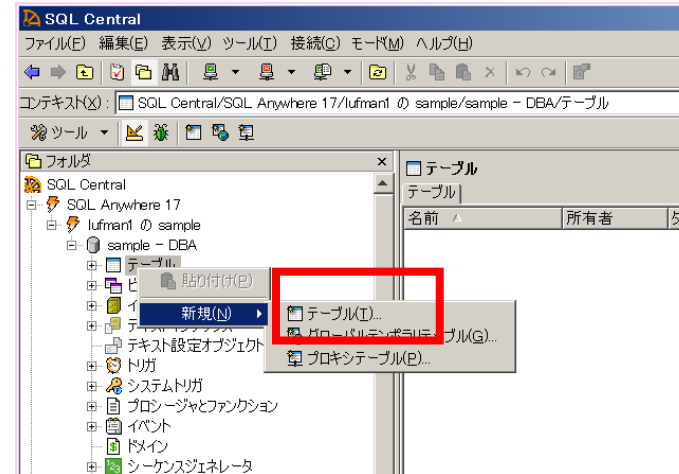 SQL Central
ファイル(F) 編集(E) 表示(V) ツール(T) 接続(C) モード(M) ヘルプ(H)
コンテキスト(X): SQL Central/SQL Anywhere 17/lufman1 の sample/sample - DBA/テーブル
ツール
フォルダ
SQL Central
SQL Anywhere 17
lufman1 の sample
sample - DBA
テーブル
貼り付け(P)
新規(N)
テーブル(T)...
グローバルテンポラリテーブル(G)...
プロキシテーブル(P)...
テキスト設定オブジェクト
トリガ
システムトリガ
プロシージャとファンクション
イベント
ドメイン
シーケンスジェネレータ
テーブル
テーブル
名前
所有者